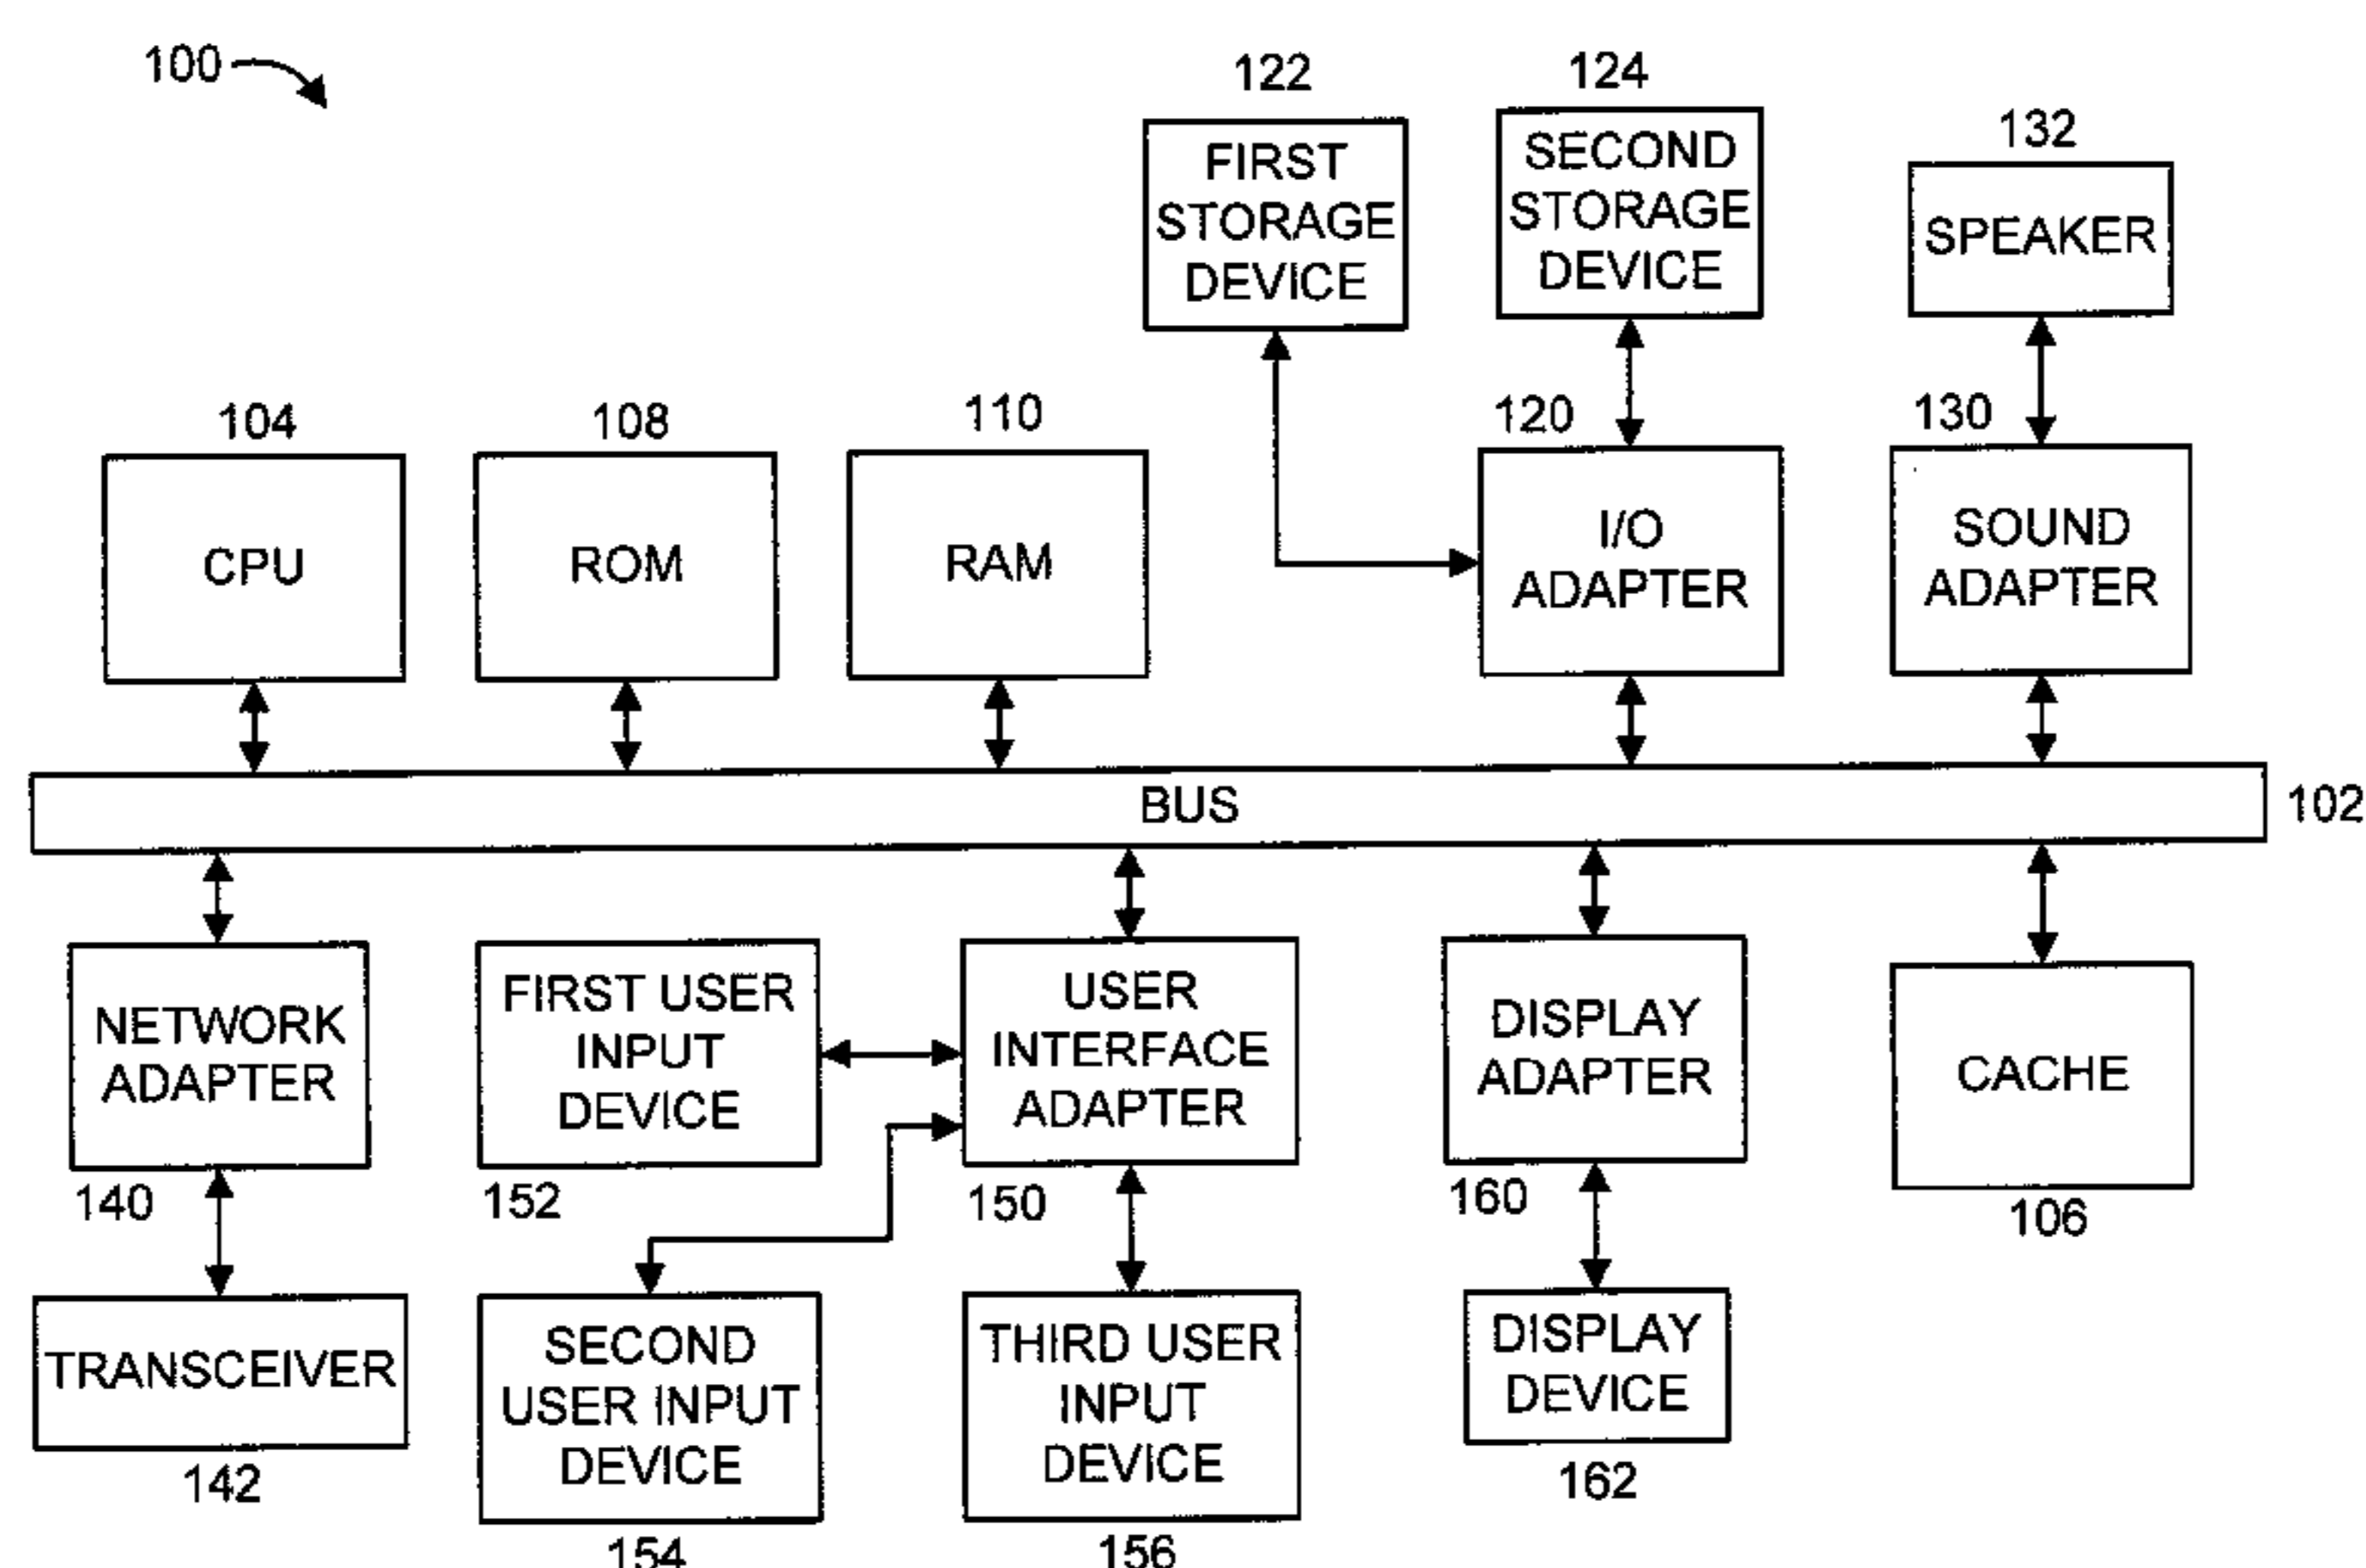 100
122
124
132
FIRST
STORAGE
DEVICE
SECOND
STORAGE
DEVICE
SPEAKER
104
108
110
120
130
CPU
ROM
RAM
I/O
ADAPTER
SOUND
ADAPTER
BUS
102
NETWORK
ADAPTER
FIRST USER
INPUT
DEVICE
USER
INTERFACE
ADAPTER
DISPLAY
ADAPTER
CACHE
140
152
150
160
106
TRANSCEIVER
SECOND
USER INPUT
DEVICE
THIRD USER
INPUT
DEVICE
DISPLAY
DEVICE
142
154
156
162